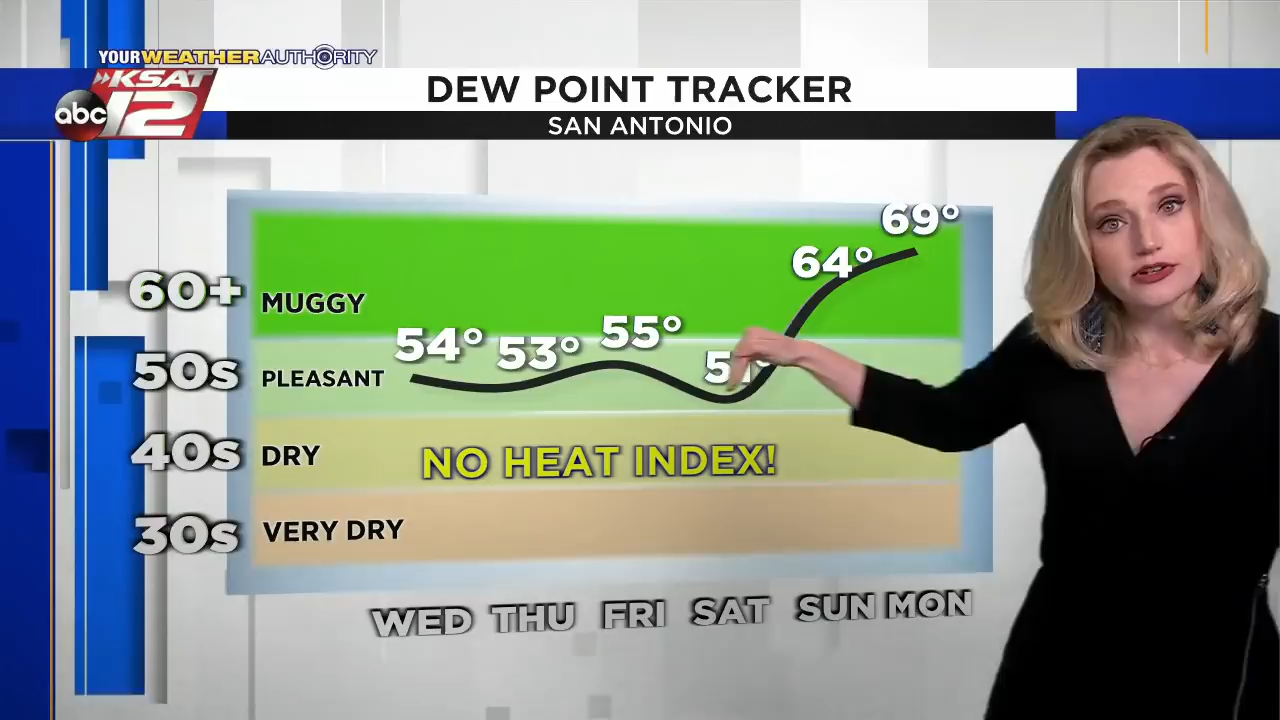 YOUR WEATHER AUTHORITY
KSAT
abc 12
DEW POINT TRACKER
SAN ANTONIO
69°
64°
60+ MUGGY
54° 53° 55° 51°
50s PLEASANT
40s DRY
NO HEAT INDEX!
30s VERY DRY
WED THU FRI SAT SUN MON